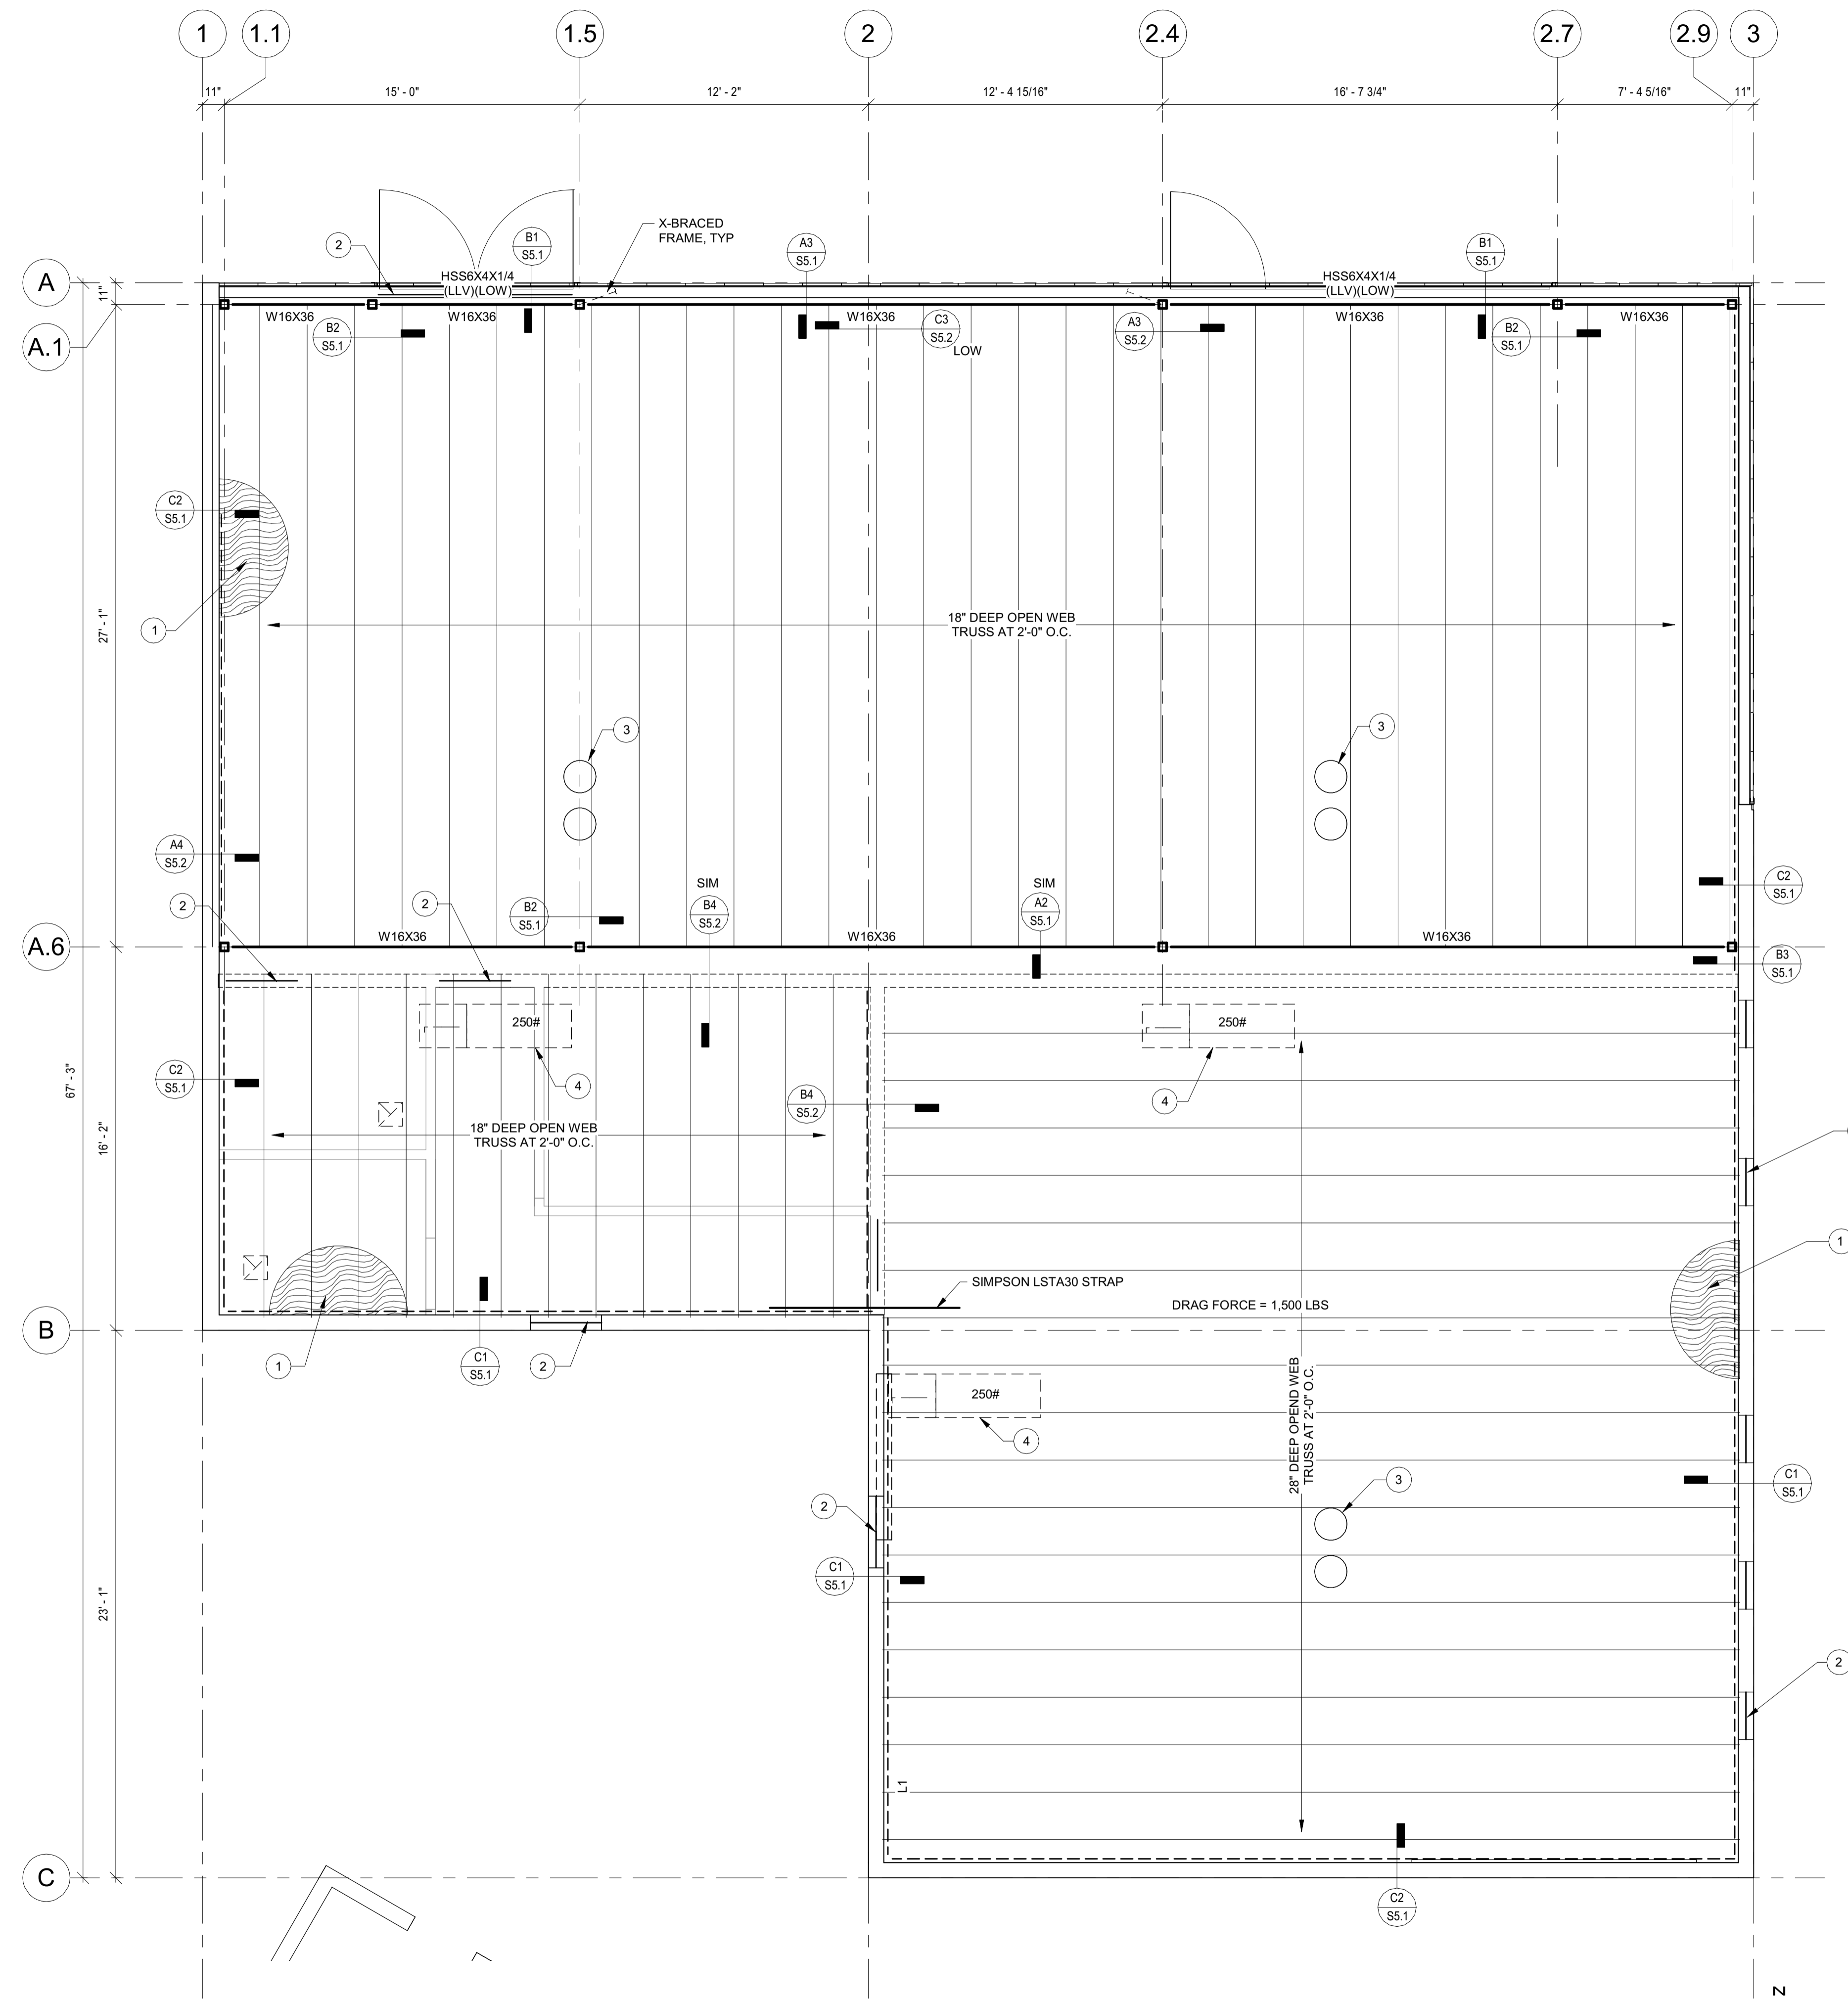 1
1.1
1.5
2
2.4
2.7
2.9
3
11"
15' - 0"
12' - 2"
12' - 4 15/16"
16' - 7 3/4"
7' - 4 5/16"
11"
X-BRACED
FRAME, TYP
2
B1
S5.1
A3
S5.1
B1
S5.1
A
11"
HSS6X4X1/4
(LLV)(LOW)
HSS6X4X1/4
(LLV)(LOW)
A.1
W16X36
W16X36
W16X36
W16X36
W16X36
B2
S5.1
C3
S5.2
A3
S5.2
B2
S5.1
LOW
C2
S5.1
1
27' - 1"
18" DEEP OPEN WEB
TRUSS AT 2'-0" O.C.
3
3
A4
S5.2
2
2
B2
S5.1
SIM
B4
S5.2
SIM
A2
S5.1
C2
S5.1
A.6
W16X36
W16X36
W16X36
B3
S5.1
2
2
250#
250#
4
4
C2
S5.1
67' - 3"
16' - 2"
B4
S5.2
18" DEEP OPEN WEB
TRUSS AT 2'-0" O.C.
1
SIMPSON LSTA30 STRAP
DRAG FORCE = 1,500 LBS
B
1
C1
S5.1
2
250#
4
28" DEEP OPEND WEB
TRUSS AT 2'-0" O.C.
3
C1
S5.1
2
C1
S5.1
23' - 1"
2
L1
C
C2
S5.1
N